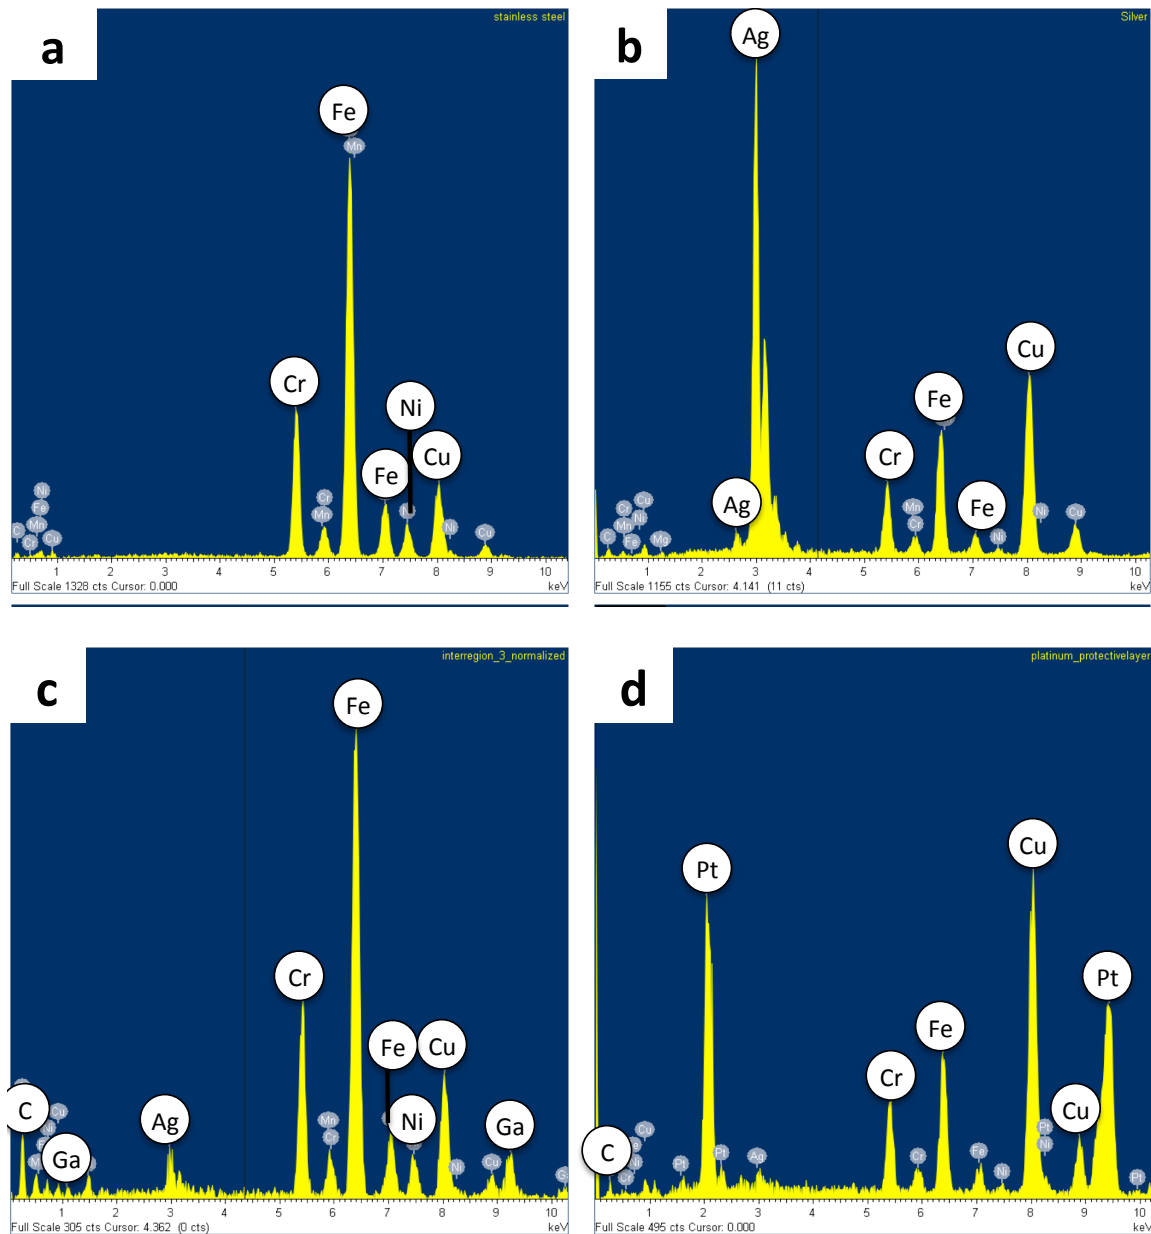 a
stainless steel
Fe
Mn
Cr
Ni
Fe
Cu
Ni
Fe
Mn
C
Cr
Cu
Cr
Mn
Ni
Cu
1 2 3 4 5 6 7 8 9 10
Full Scale 1328 cts Cursor: 0.000
keV
b
Silver
Ag
Cu
Fe
Cr
Ag
Fe
Cr
Cu
Mn
Ni
C
Fe
Mg
Mn
Cr
Ni
Ni
Cu
1 2 3 4 5 6 7 8 9 10
Full Scale 1155 cts Cursor: 4.141 (11 cts)
keV
c
interregion_3_normalized
Fe
Cr
Fe
Cu
C
Ga
Ag
Ni
Ga
Cu
Ni
Mn
Cr
Ni
Cu
1 2 3 4 5 6 7 8 9 10
Full Scale 305 cts Cursor: 4.362 (0 cts)
keV
d
platinum_protectivelayer
Pt
Cu
Pt
Fe
Cr
Cu
C
Cu
Ni
Cr
Pt
Pt
Ag
Cr
Fe
Ni
Pt
Ni
Pt
1 2 3 4 5 6 7 8 9 10
Full Scale 495 cts Cursor: 0.000
keV